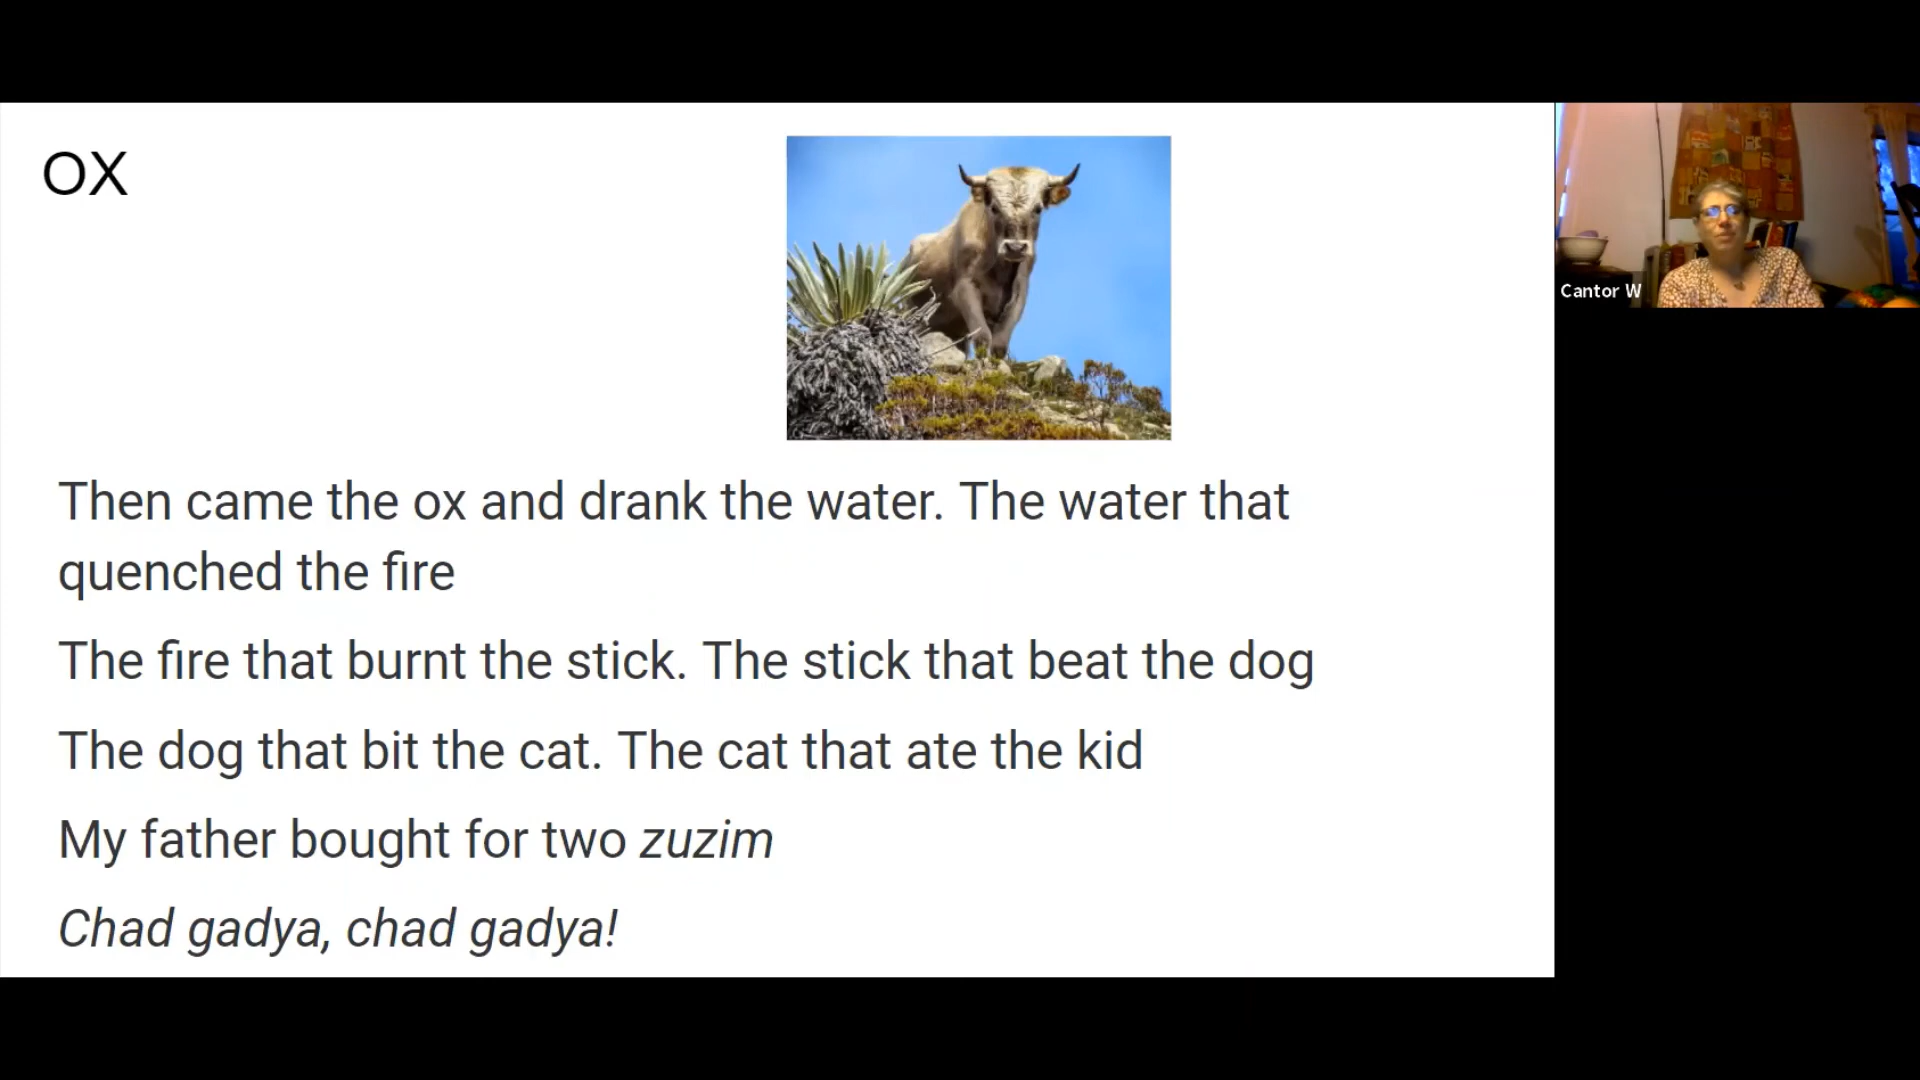 OX
Then came the ox and drank the water. The water that
quenched the fire
The fire that burnt the stick. The stick that beat the dog
The dog that bit the cat. The cat that ate the kid
My father bought for two zuzim
Chad gadya, chad gadya!
Cantor W